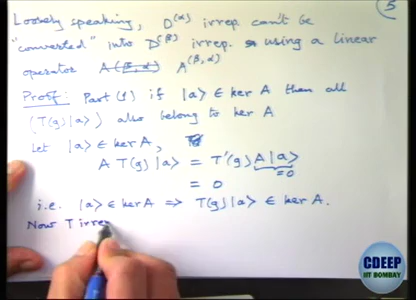 5
Loosely speaking, D^(α) irrep can't be
"converted" into D^(β) irrep. using a linear
operator A^(β,α)
Proof: Part (1) if |a> ∈ ker A then all
(T(g)|a>) also belong to ker A
Let |a> ∈ ker A,
A T(g)|a> = T'(g) A|a>
=0
= 0
i.e. |a> ∈ ker A => T(g)|a> ∈ ker A.
Now T irrep
CDEEP
IIT BOMBAY